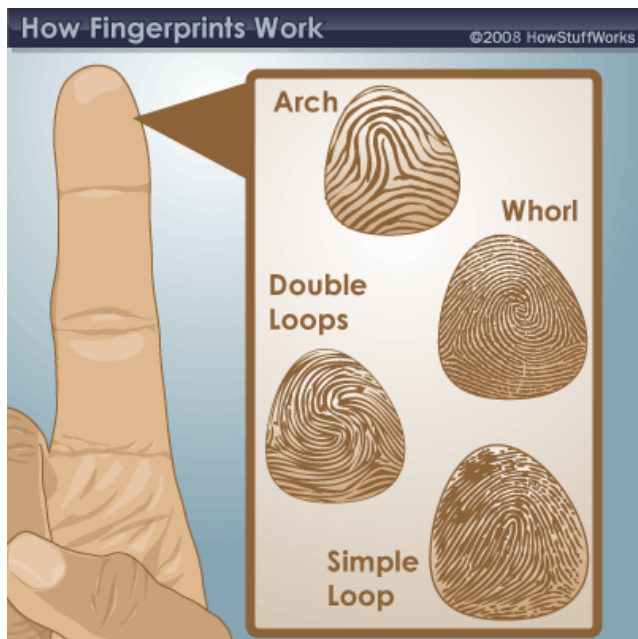 How Fingerprints Work
©2008 HowStuffWorks
Arch
Whorl
Double
Loops
Simple
Loop